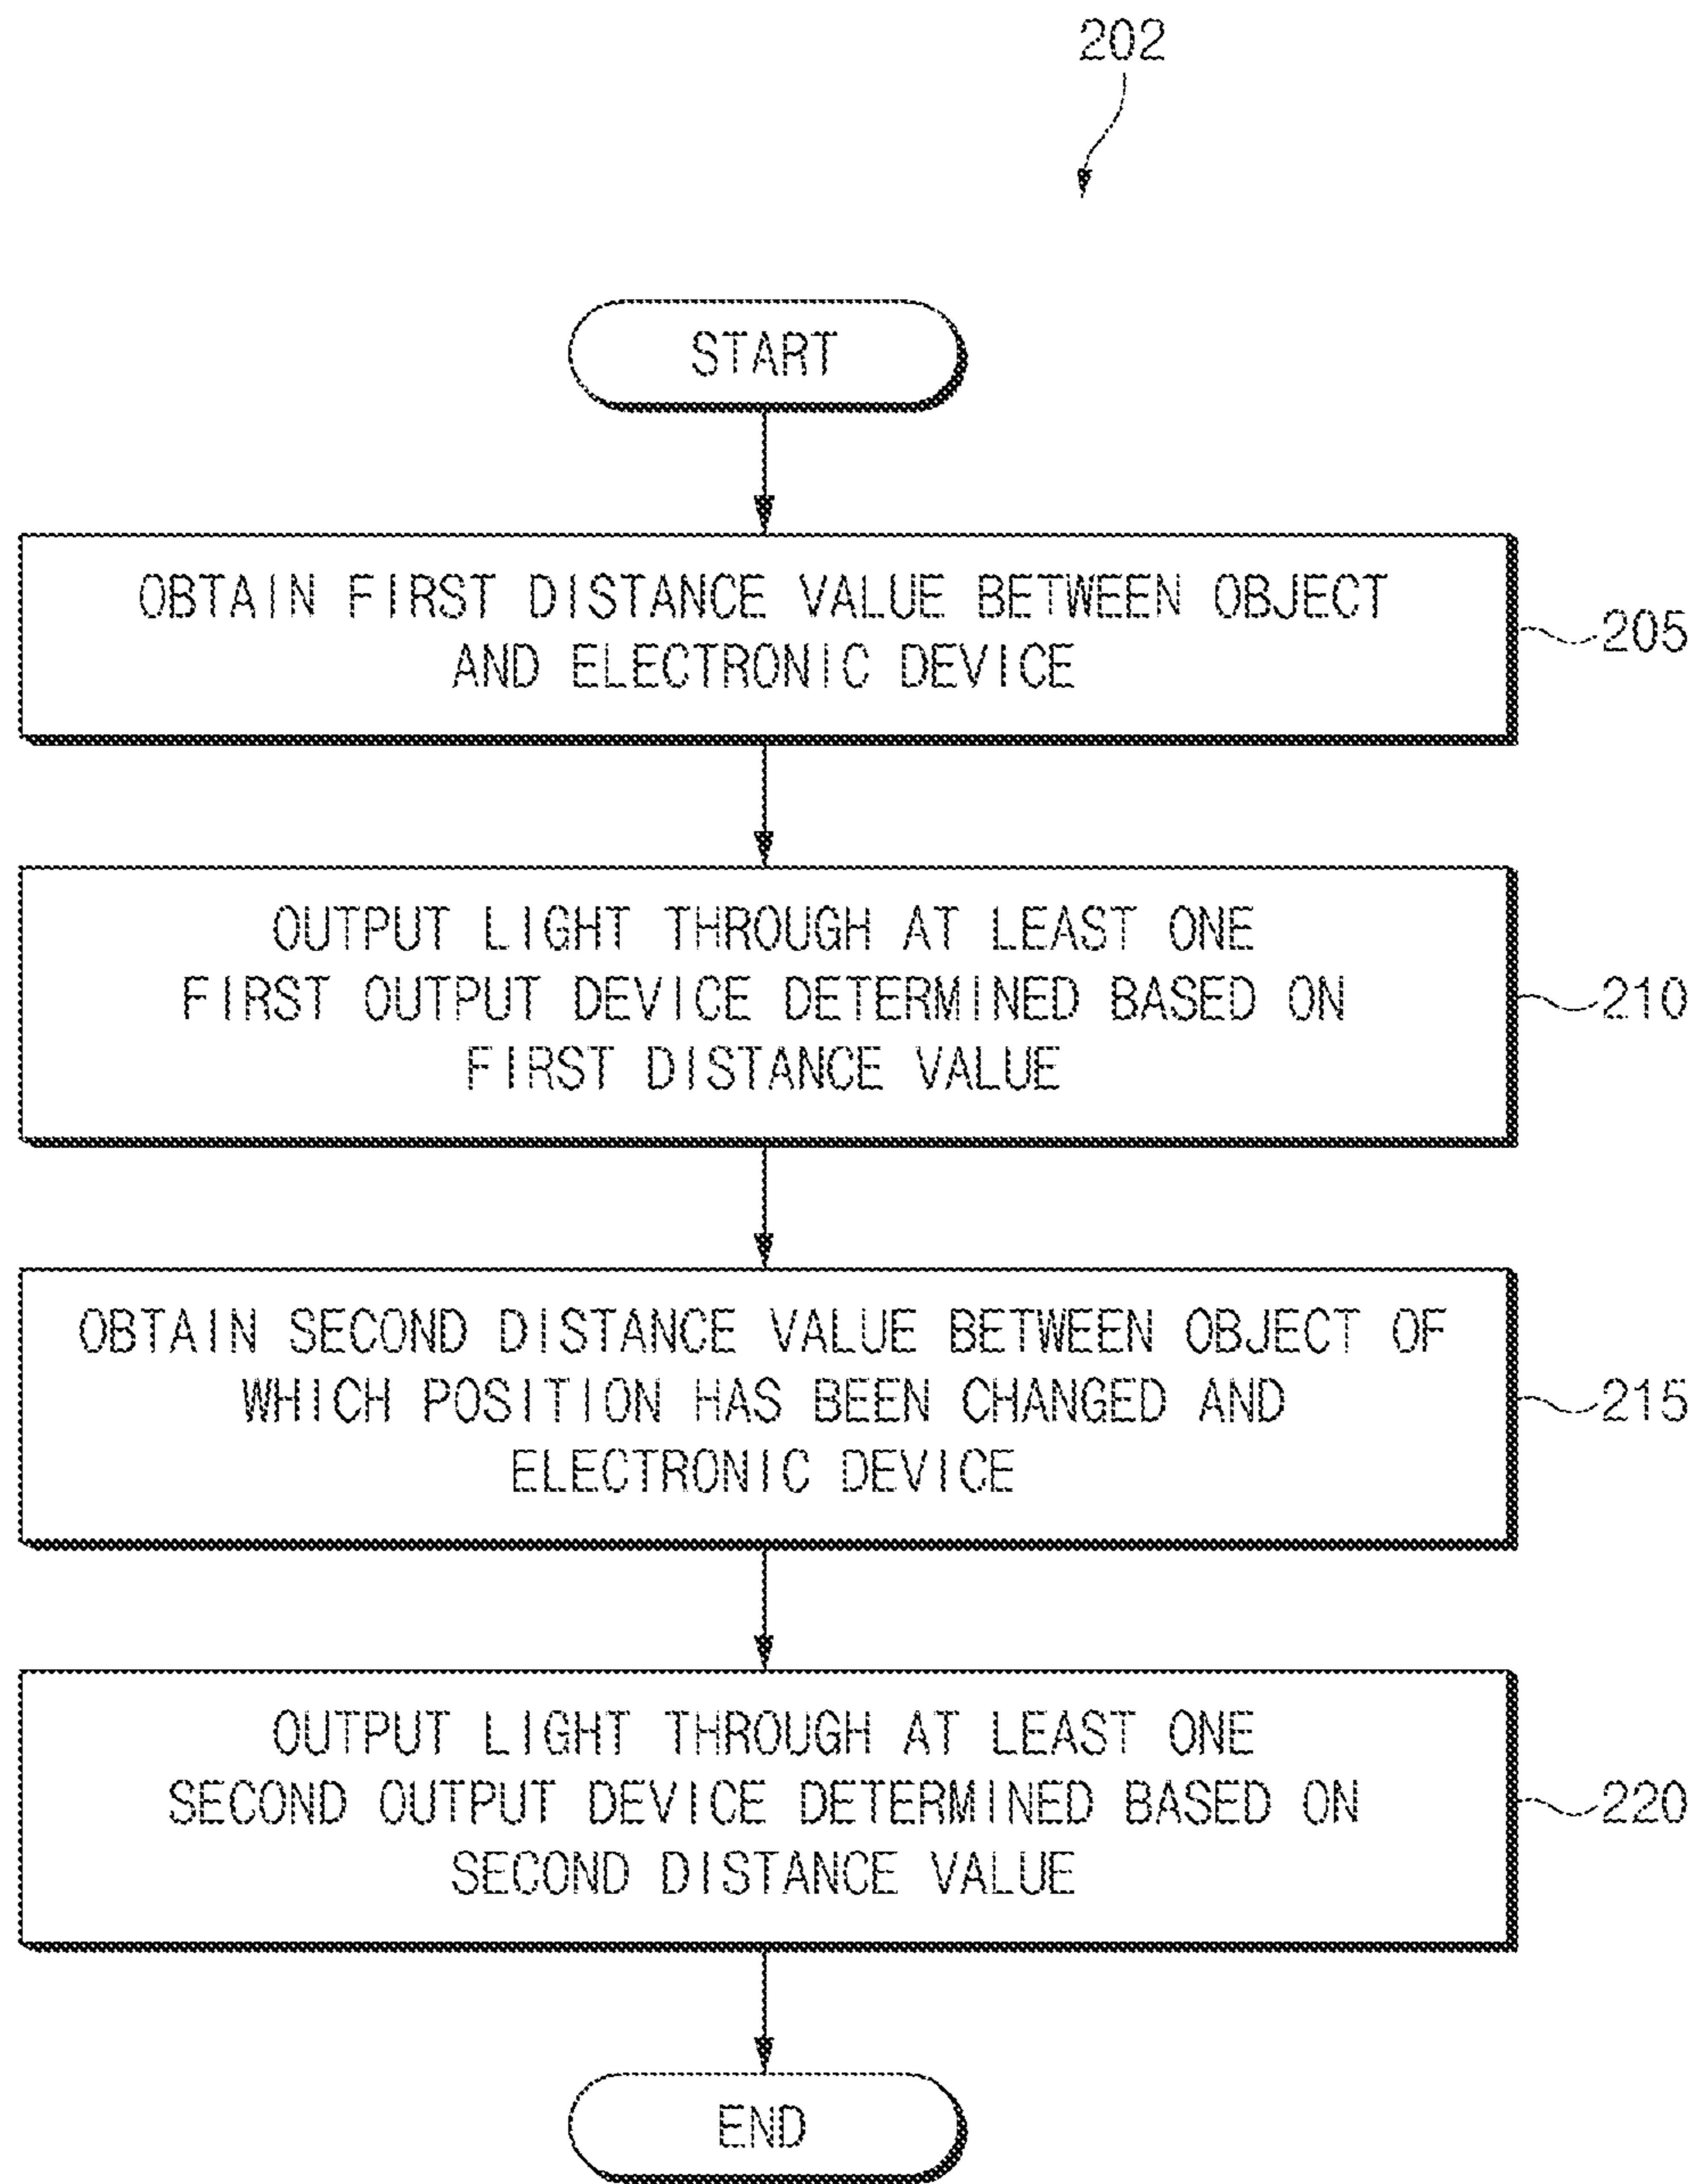 202
START
OBTAIN FIRST DISTANCE VALUE BETWEEN OBJECT
AND ELECTRONIC DEVICE
205
OUTPUT LIGHT THROUGH AT LEAST ONE
FIRST OUTPUT DEVICE DETERMINED BASED ON
FIRST DISTANCE VALUE
210
OBTAIN SECOND DISTANCE VALUE BETWEEN OBJECT OF
WHICH POSITION HAS BEEN CHANGED AND
ELECTRONIC DEVICE
215
OUTPUT LIGHT THROUGH AT LEAST ONE
SECOND OUTPUT DEVICE DETERMINED BASED ON
SECOND DISTANCE VALUE
220
END